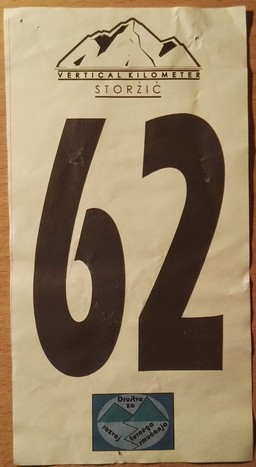 VERTICAL KILOMETER
STORŽIČ
62
Društvo
za
razvoj turnega
smučanja